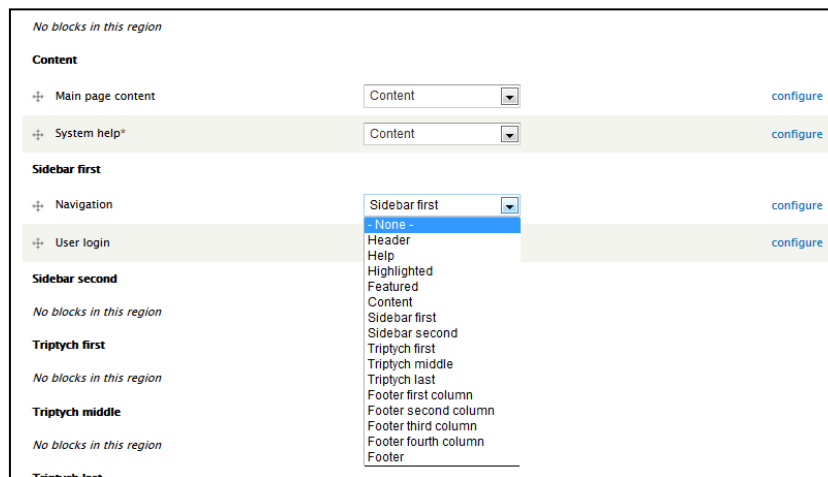 No blocks in this region
Content
Main page content Content configure
System help* Content configure
Sidebar first
Navigation Sidebar first configure
- None -
User login Header configure
Help
Highlighted
Sidebar second Featured
Content
No blocks in this region Sidebar first
Sidebar second
Triptych first Triptych middle
Triptych first
No blocks in this region Triptych last
Footer first column
Triptych middle Footer second column
Footer third column
No blocks in this region Footer fourth column
Footer
Triptych last